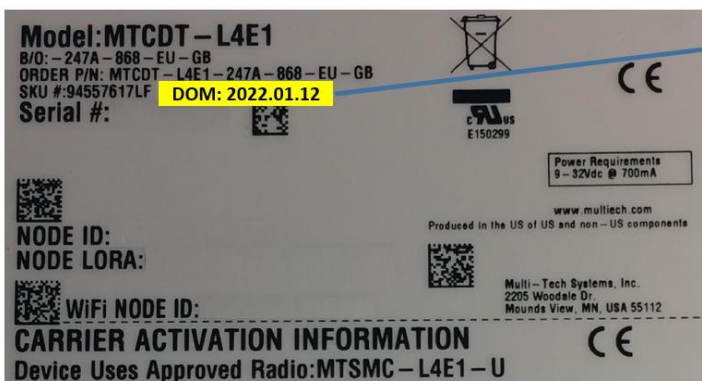 Model:MTCDT-L4E1
B/O:-247A-868-EU-GB
ORDER P/N: MTCDT-L4E1-247A-868-EU-GB
SKU #:94557617LF
DOM: 2022.01.12
Serial #:
CE
c RU us
E150299
Power Requirements
9-32Vdc @ 700mA
www.multiech.com
Produced in the US of US and non-US components
NODE ID:
NODE LORA:
Multi-Tech Systems, Inc.
2205 Woodale Dr.
Mounds View, MN, USA 55112
WiFi NODE ID:
CARRIER ACTIVATION INFORMATION
CE
Device Uses Approved Radio:MTSMC-L4E1-U